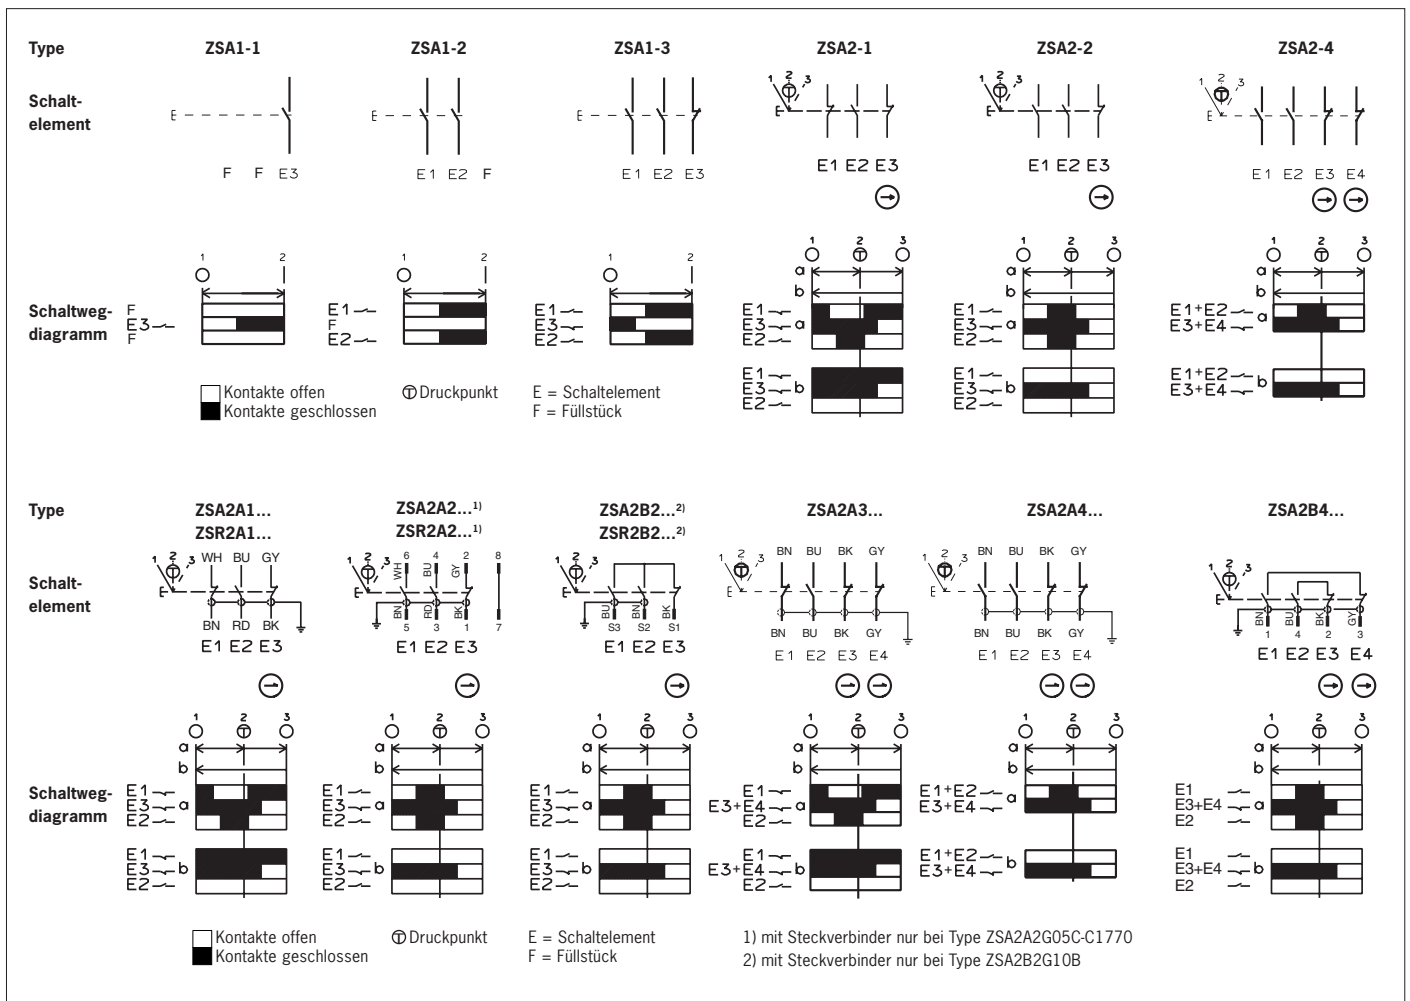 Type ZSA1-1 ZSA1-2 ZSA1-3 ZSA2-1 ZSA2-2 ZSA2-4
Schalt-
element
E E E 1 2 3 E 1 2 3 E 1 2 3 E
F F E3 E1 E2 F E1 E2 E3 E1 E2 E3 E1 E2 E3 E1 E2 E3 E4
1 2 1 2 1 2 1 2 3 1 2 3 1 2 3
a a a
b b b
Schaltweg-
diagramm
F E1 E3 F E2 F
E1 E3 E2
E1 E3 a E2
E1 E3 a E2
E1+E2 a
E3+E4
E1 E3 b E2
E1 E3 b E2
E1+E2 b
E3+E4
Kontakte offen T Druckpunkt E = Schaltelement
Kontakte geschlossen F = Füllstück
Type ZSA2A1... ZSA2A2...1) ZSA2B2...2) ZSA2A3... ZSA2A4... ZSA2B4...
ZSR2A1... ZSR2A2...1) ZSR2B2...2)
Schalt-
element
1 2 3 WH BU GY E
BN RD BK
E1 E2 E3
1 2 3 6 4 2 8 WH BU GY E
BN RD BK 5 3 1 7
E1 E2 E3
1 2 3 E BU BN BK S3 S2 S1
E1 E2 E3
1 2 3 BN BU BK GY E
BN BU BK GY
E1 E2 E3 E4
1 2 3 BN BU BK GY E
BN BU BK GY
E1 E2 E3 E4
1 2 3 E BN BU BK GY 1 4 2 3
E1 E2 E3 E4
1 2 3 1 2 3 1 2 3 1 2 3 1 2 3 1 2 3
a a a a a a
b b b b b b
Schaltweg-
diagramm
E1 E3 a E2
E1 E3 a E2
E1 E3 a E2
E1 E3+E4 a E2
E1+E2 a
E3+E4
E1 E3+E4 a E2
E1 E3 b E2
E1 E3 b E2
E1 E3 b E2
E1 E3+E4 b E2
E1+E2 b
E3+E4
E1 E3+E4 b E2
Kontakte offen T Druckpunkt E = Schaltelement 1) mit Steckverbinder nur bei Type ZSA2A2G05C-C1770
Kontakte geschlossen F = Füllstück 2) mit Steckverbinder nur bei Type ZSA2B2G10B